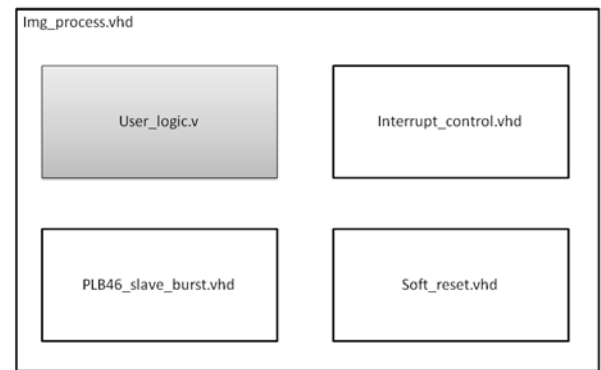 Img_process.vhd
User_logic.v
Interrupt_control.vhd
PLB46_slave_burst.vhd
Soft_reset.vhd